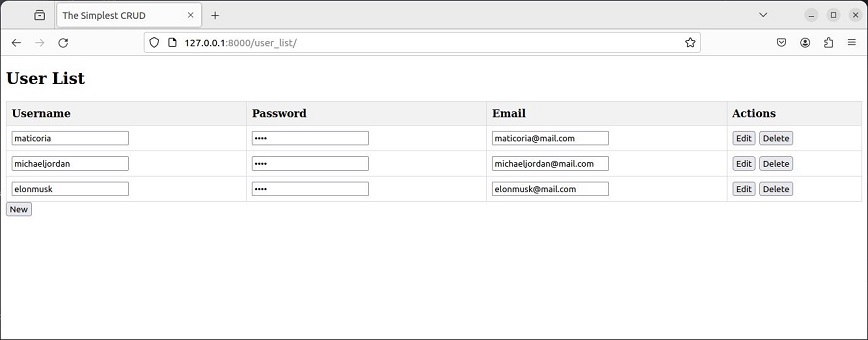 The Simplest CRUD
127.0.0.1:8000/user_list/
User List
Username Password Email Actions
maticoria •••• maticoria@mail.com Edit Delete
michaeljordan •••• michaeljordan@mail.com Edit Delete
elonmusk •••• elonmusk@mail.com Edit Delete
New